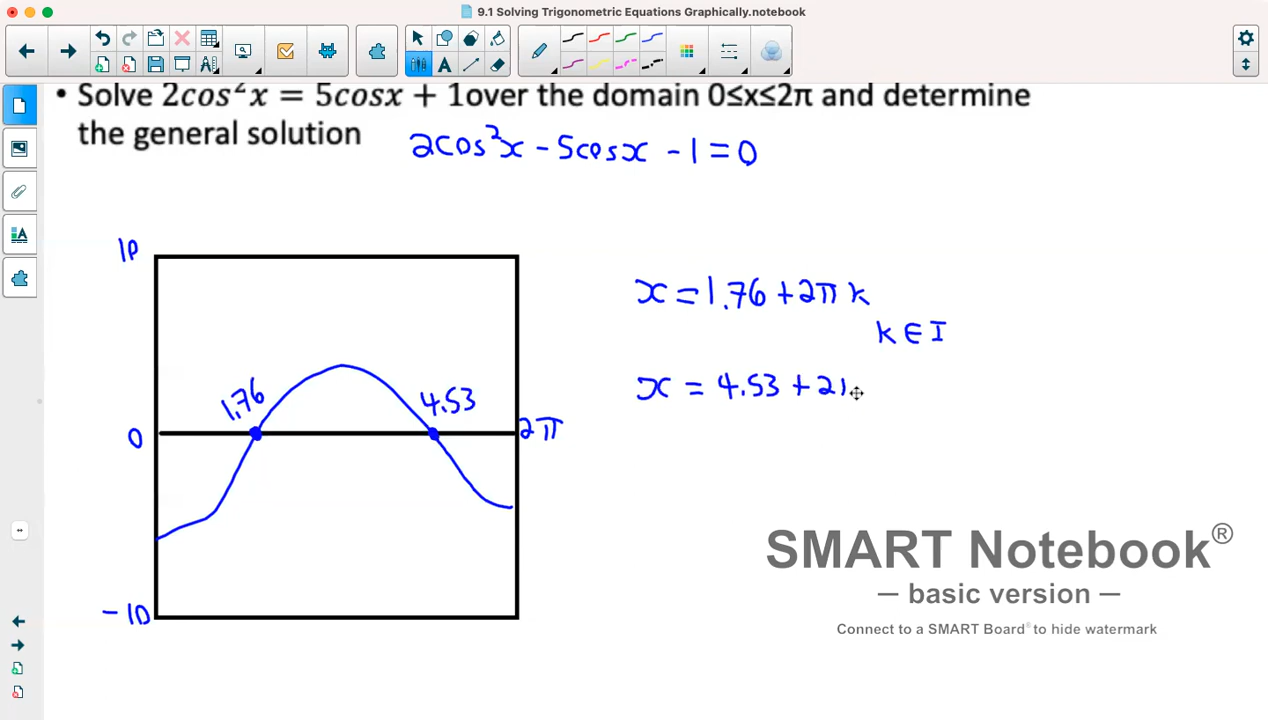 9.1 Solving Trigonometric Equations Graphically.notebook
• Solve 2cos²x = 5cosx + 1over the domain 0≤x≤2π and determine
the general solution
2cos²x - 5cosx - 1 = 0
10
x = 1.76 + 2πk
k ∈ I
x = 4.53 + 21
1.76
4.53
0
2π
-10
SMART Notebook®
— basic version —
Connect to a SMART Board® to hide watermark